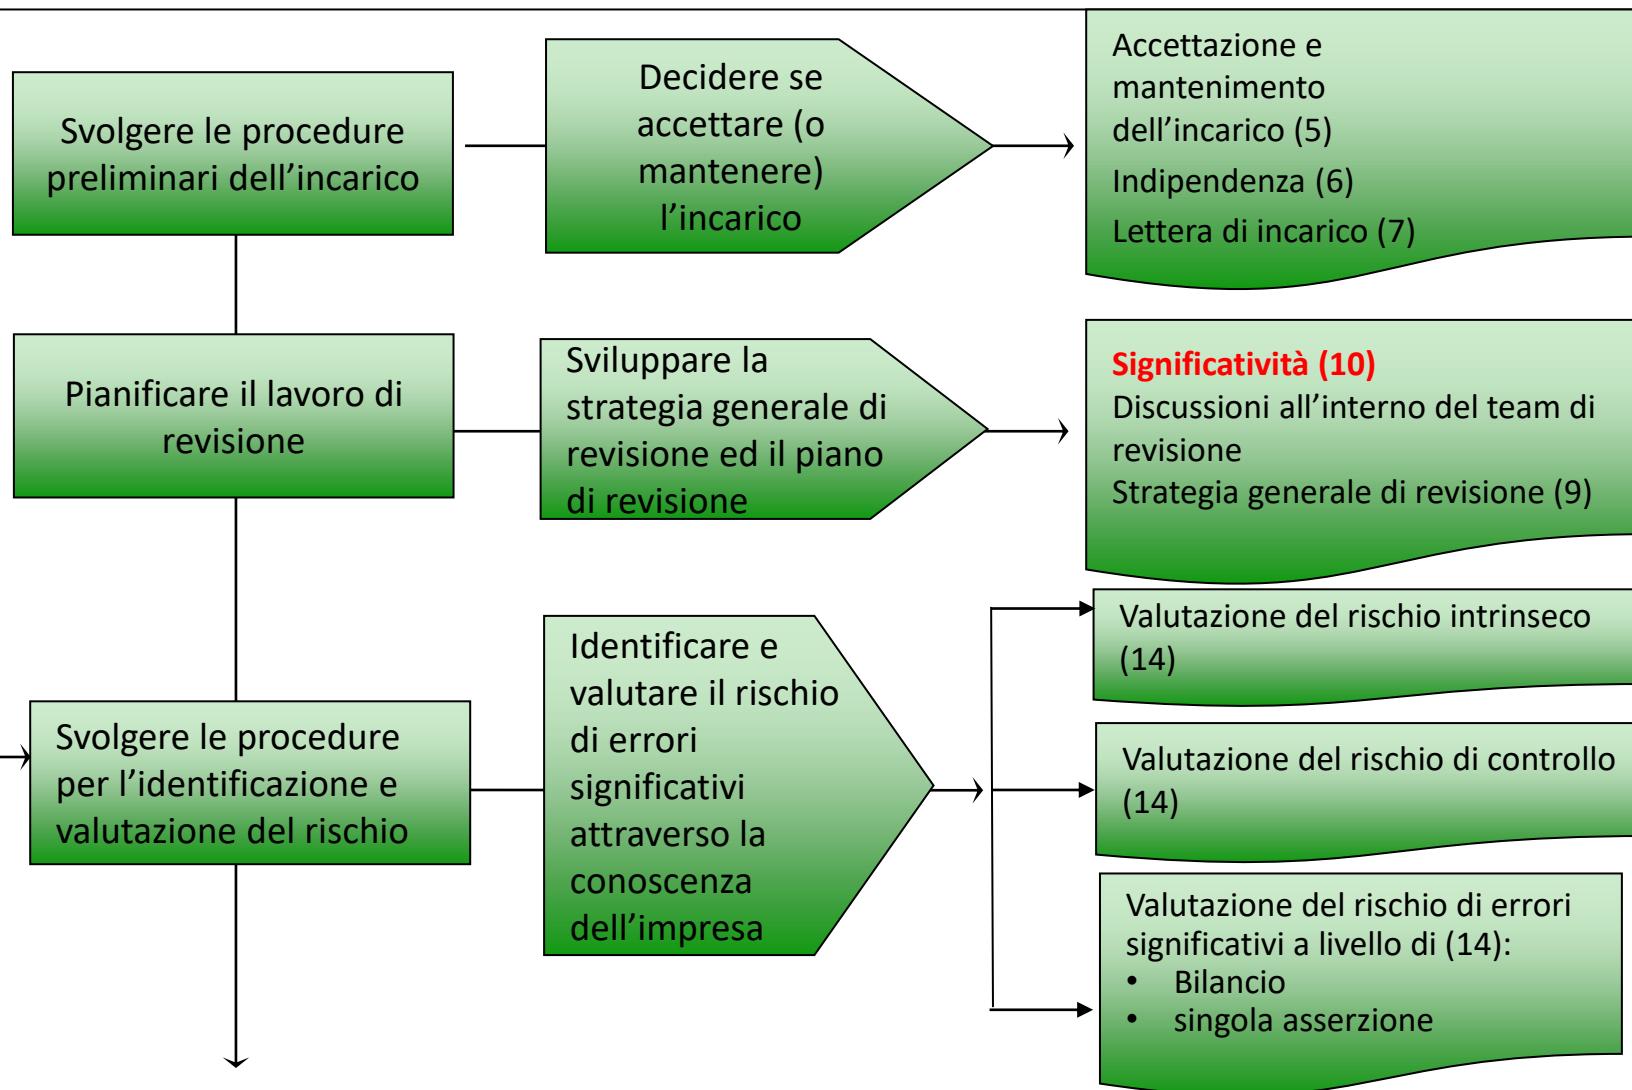 Svolgere le procedure
preliminari dell’incarico
Decidere se
accettare (o
mantenere)
l’incarico
Accettazione e
mantenimento
dell’incarico (5)
Indipendenza (6)
Lettera di incarico (7)
Pianificare il lavoro di
revisione
Sviluppare la
strategia generale di
revisione ed il piano
di revisione
Significatività (10)
Discussioni all’interno del team di
revisione
Strategia generale di revisione (9)
Svolgere le procedure
per l’identificazione e
valutazione del rischio
Identificare e
valutare il rischio
di errori
significativi
attraverso la
conoscenza
dell’impresa
Valutazione del rischio intrinseco
(14)
Valutazione del rischio di controllo
(14)
Valutazione del rischio di errori
significativi a livello di (14):
• Bilancio
• singola asserzione